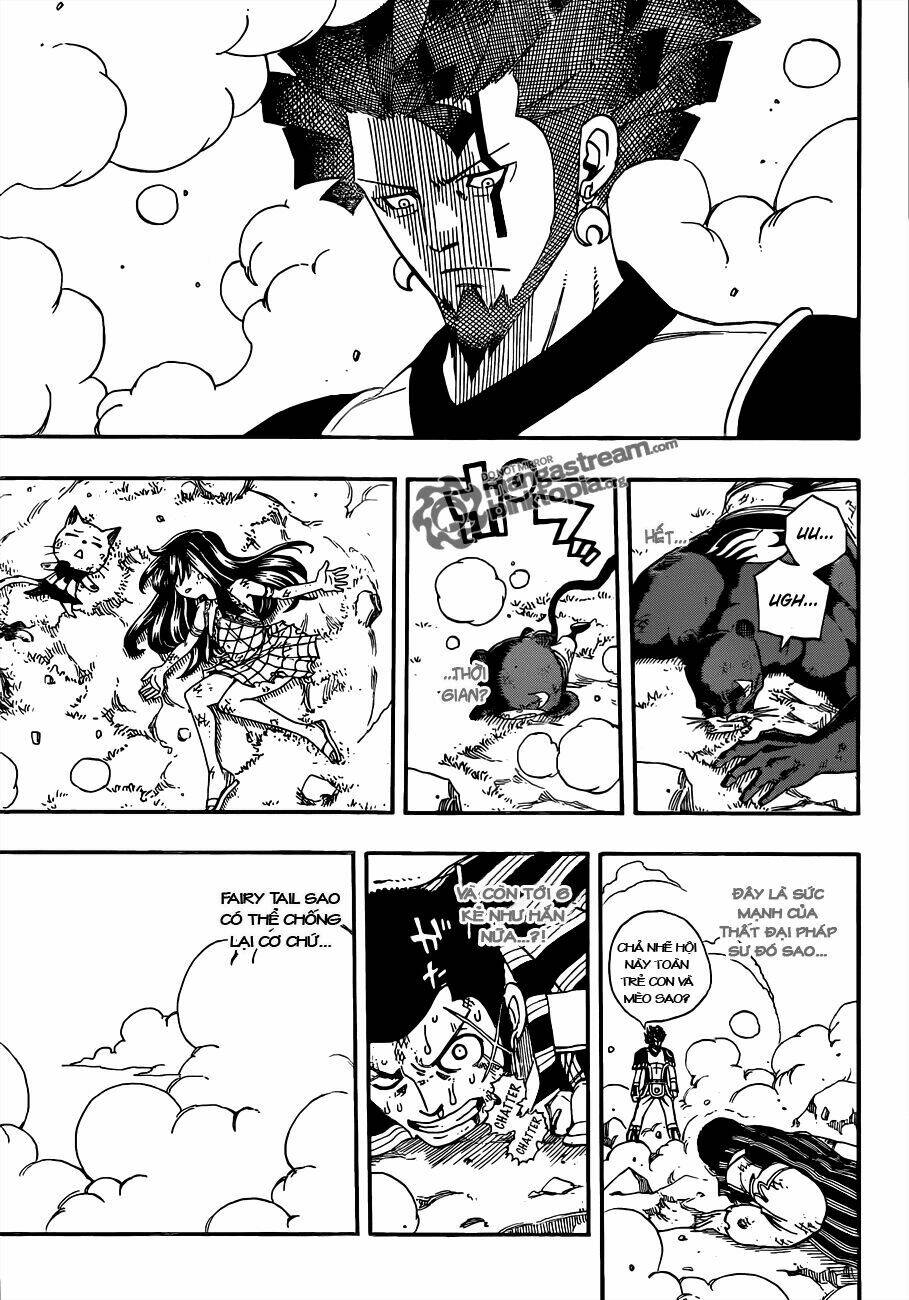 DO NOT MIRROR
mangastream.com
pinktopia.org
UU...
UGH...
HẾT...
...THỜI
GIAN?
ĐÂY LÀ SỨC
MẠNH CỦA
THẤT ĐẠI PHÁP
SƯ ĐÓ SAO...
CHẢ NHẼ HỘI
NÀY TOÀN
TRẺ CON VÀ
MÈO SAO?
VÀ CÒN TỚI 6
KẺ NHƯ HẮN
NỮA...?!
CHATTER
CHATTER
FAIRY TAIL SAO
CÓ THỂ CHỐNG
LẠI CƠ CHỨ...